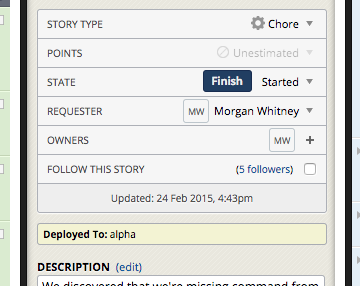 STORY TYPE Chore
POINTS Unestimated
STATE Finish Started
REQUESTER MW Morgan Whitney
OWNERS MW +
FOLLOW THIS STORY (5 followers)
Updated: 24 Feb 2015, 4:43pm
Deployed To: alpha
DESCRIPTION (edit)
We discovered that we're missing command from